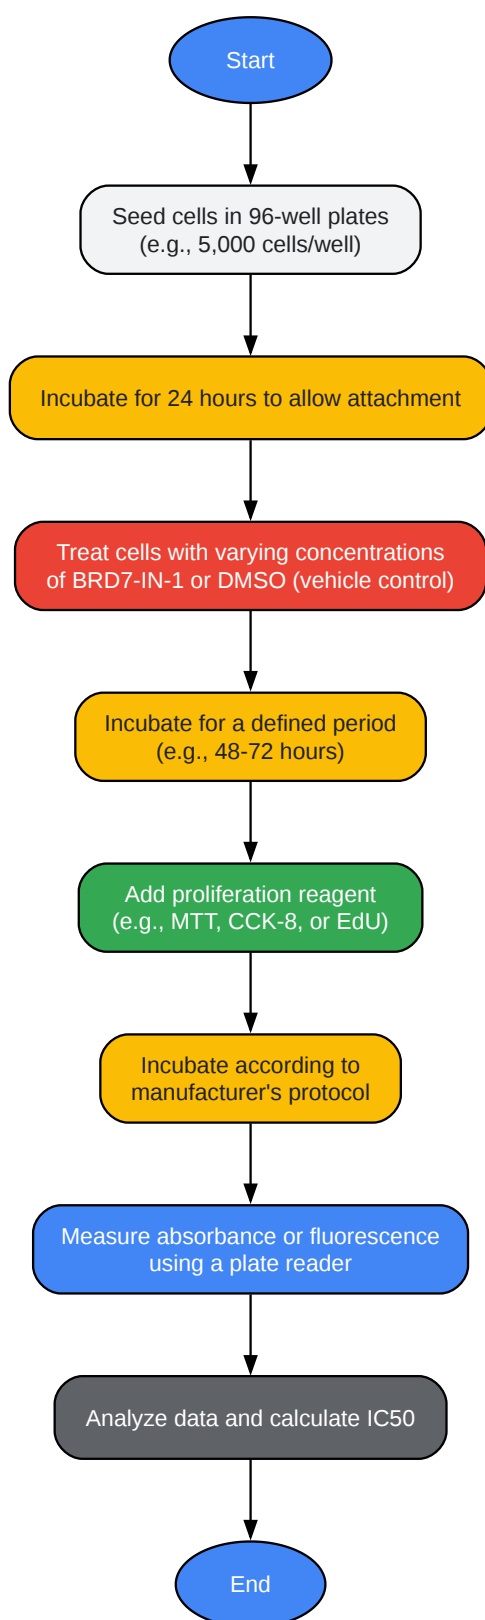 Start
Seed cells in 96-well plates
(e.g., 5,000 cells/well)
Incubate for 24 hours to allow attachment
Treat cells with varying concentrations
of BRD7-IN-1 or DMSO (vehicle control)
Incubate for a defined period
(e.g., 48-72 hours)
Add proliferation reagent
(e.g., MTT, CCK-8, or EdU)
Incubate according to
manufacturer's protocol
Measure absorbance or fluorescence
using a plate reader
Analyze data and calculate IC50
End